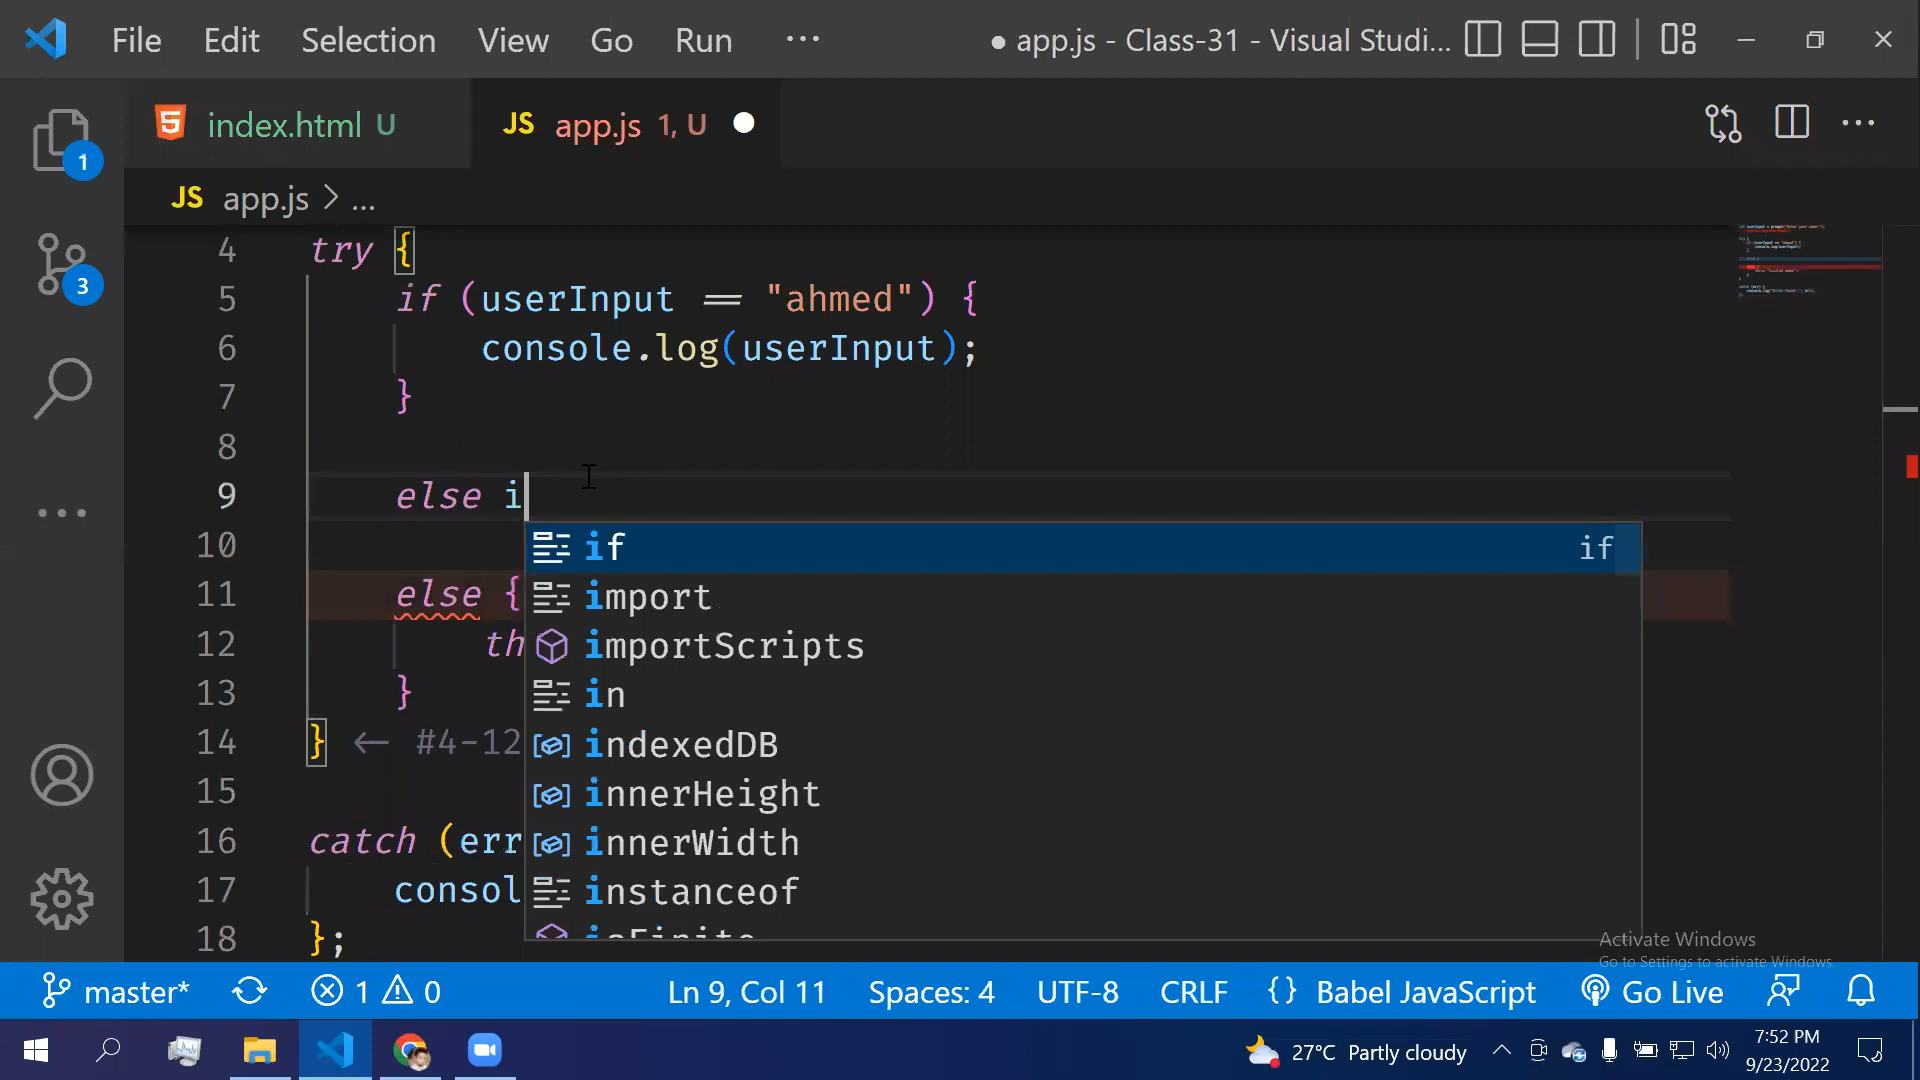 File Edit Selection View Go Run ··· ● app.js - Class-31 - Visual Studi...
index.html U JS app.js 1, U
JS app.js > ...
4 try {
5 if (userInput == "ahmed") {
6 console.log(userInput);
7 }
8
9 else i
10
11 else {
12 th
13 }
14 } ← #4-12
15
16 catch (err
17 consol
18 };
if if
import
importScripts
in
indexedDB
innerHeight
innerWidth
instanceof
isFinite
1
3
Activate Windows
Go to Settings to activate Windows.
master* 1 0 Ln 9, Col 11 Spaces: 4 UTF-8 CRLF {} Babel JavaScript Go Live
27°C Partly cloudy 7:52 PM
9/23/2022